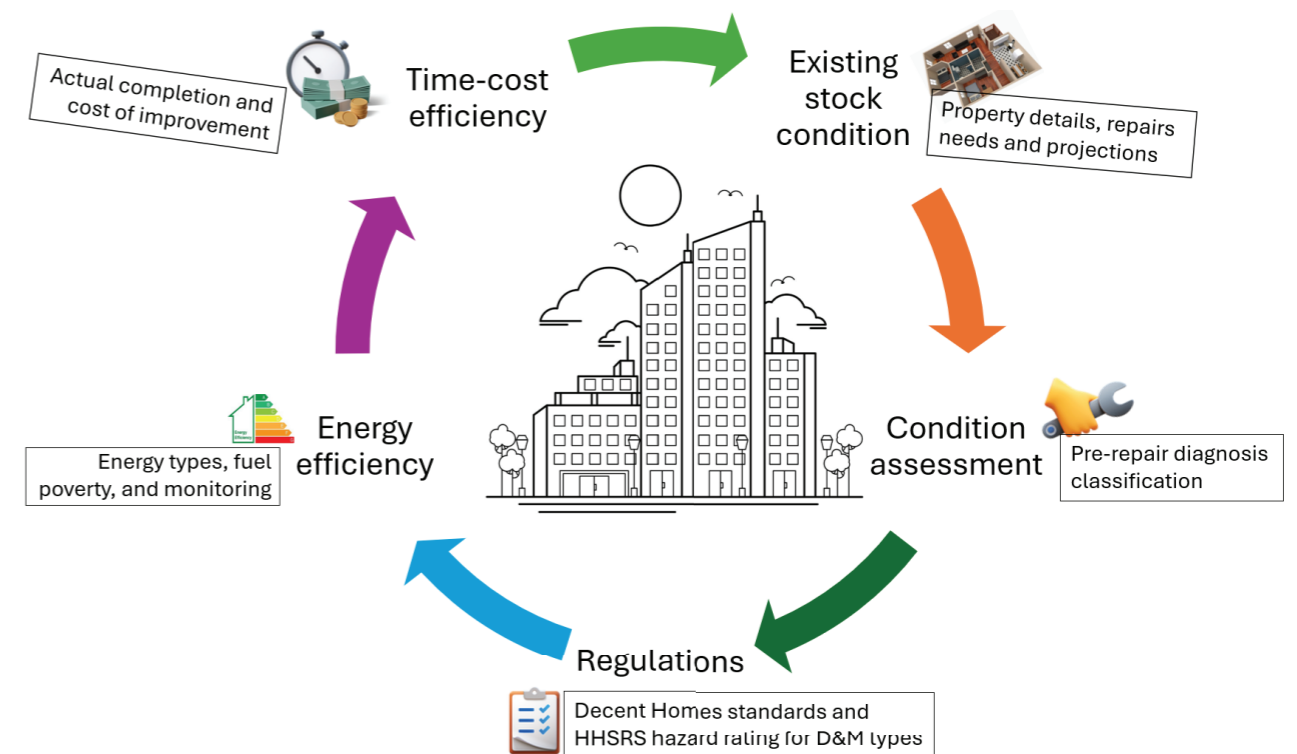 Time-cost
efficiency
Actual completion and
cost of improvement
Existing
stock
condition
Property details, repairs
needs and projections
Condition
assessment
Pre-repair diagnosis
classification
Regulations
Decent Homes standards and
HHSRS hazard rating for D&M types
Energy
efficiency
Energy types, fuel
poverty, and monitoring
Energy
Efficiency